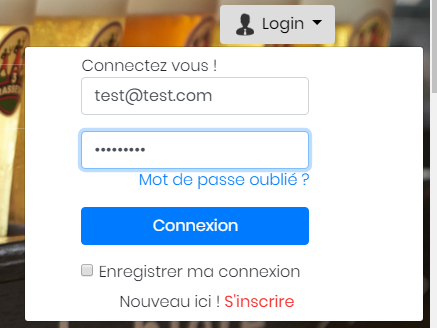 Login
Connectez vous !
test@test.com
•••••••••
Mot de passe oublié ?
Connexion
Enregistrer ma connexion
Nouveau ici ! S'inscrire